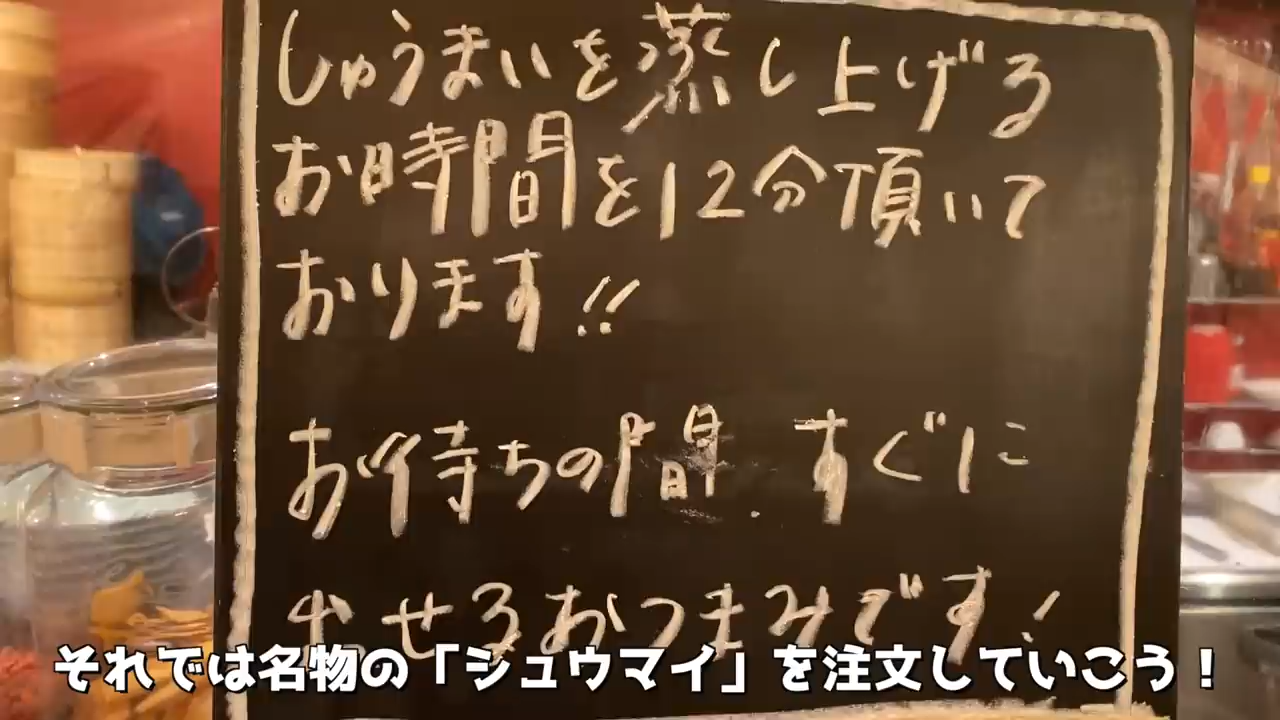 しゅうまいを蒸し上げる
お時間を12分頂いて
おります!!
お待ちの間 すぐに
出せるおつまみです!
それでは名物の「シュウマイ」を注文していこう！